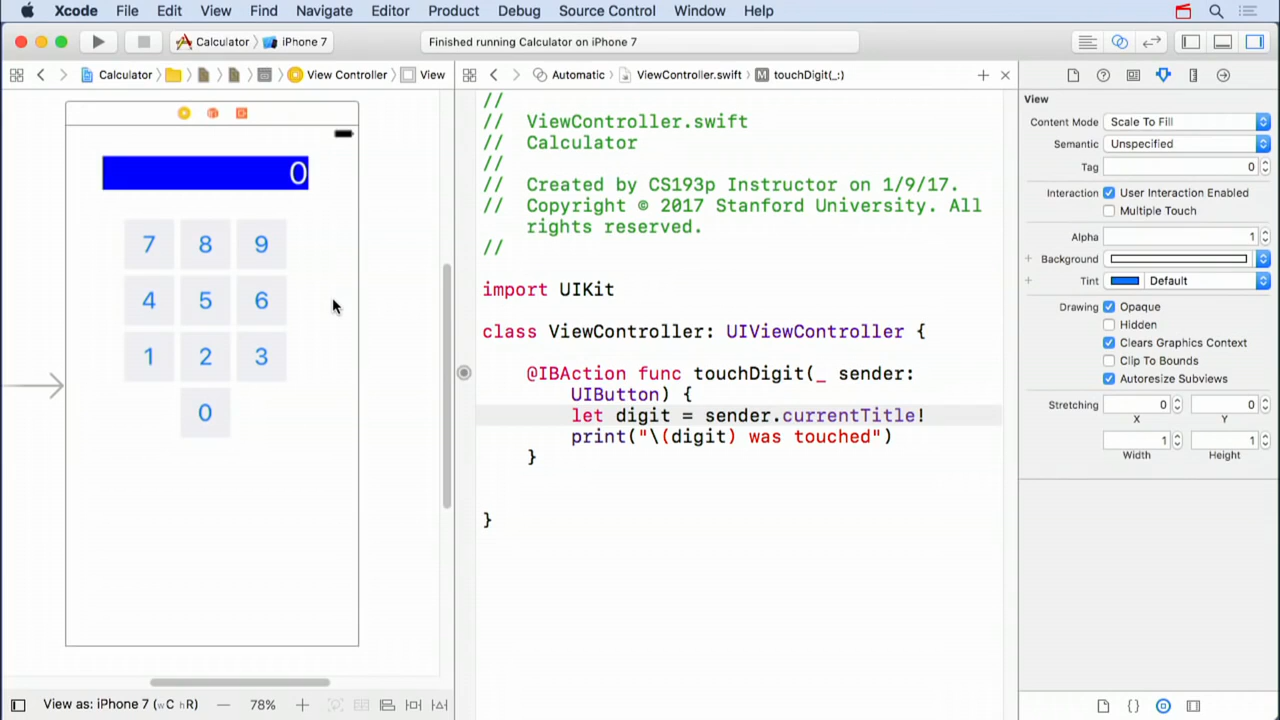 Xcode File Edit View Find Navigate Editor Product Debug Source Control Window Help
Calculator iPhone 7
Finished running Calculator on iPhone 7
Calculator View Controller View
Automatic ViewController.swift M touchDigit(_:)
0
7 8 9
4 5 6
1 2 3
0
//
// ViewController.swift
// Calculator
//
// Created by CS193p Instructor on 1/9/17.
// Copyright © 2017 Stanford University. All
rights reserved.
//
import UIKit
class ViewController: UIViewController {
@IBAction func touchDigit(_ sender:
UIButton) {
let digit = sender.currentTitle!
print("\(digit) was touched")
}
}
View
Content Mode Scale To Fill
Semantic Unspecified
Tag 0
Interaction User Interaction Enabled
Multiple Touch
Alpha 1
Background
Tint Default
Drawing Opaque
Hidden
Clears Graphics Context
Clip To Bounds
Autoresize Subviews
Stretching 0 0
X Y
1 1
Width Height
View as: iPhone 7 (wC hR) 78%